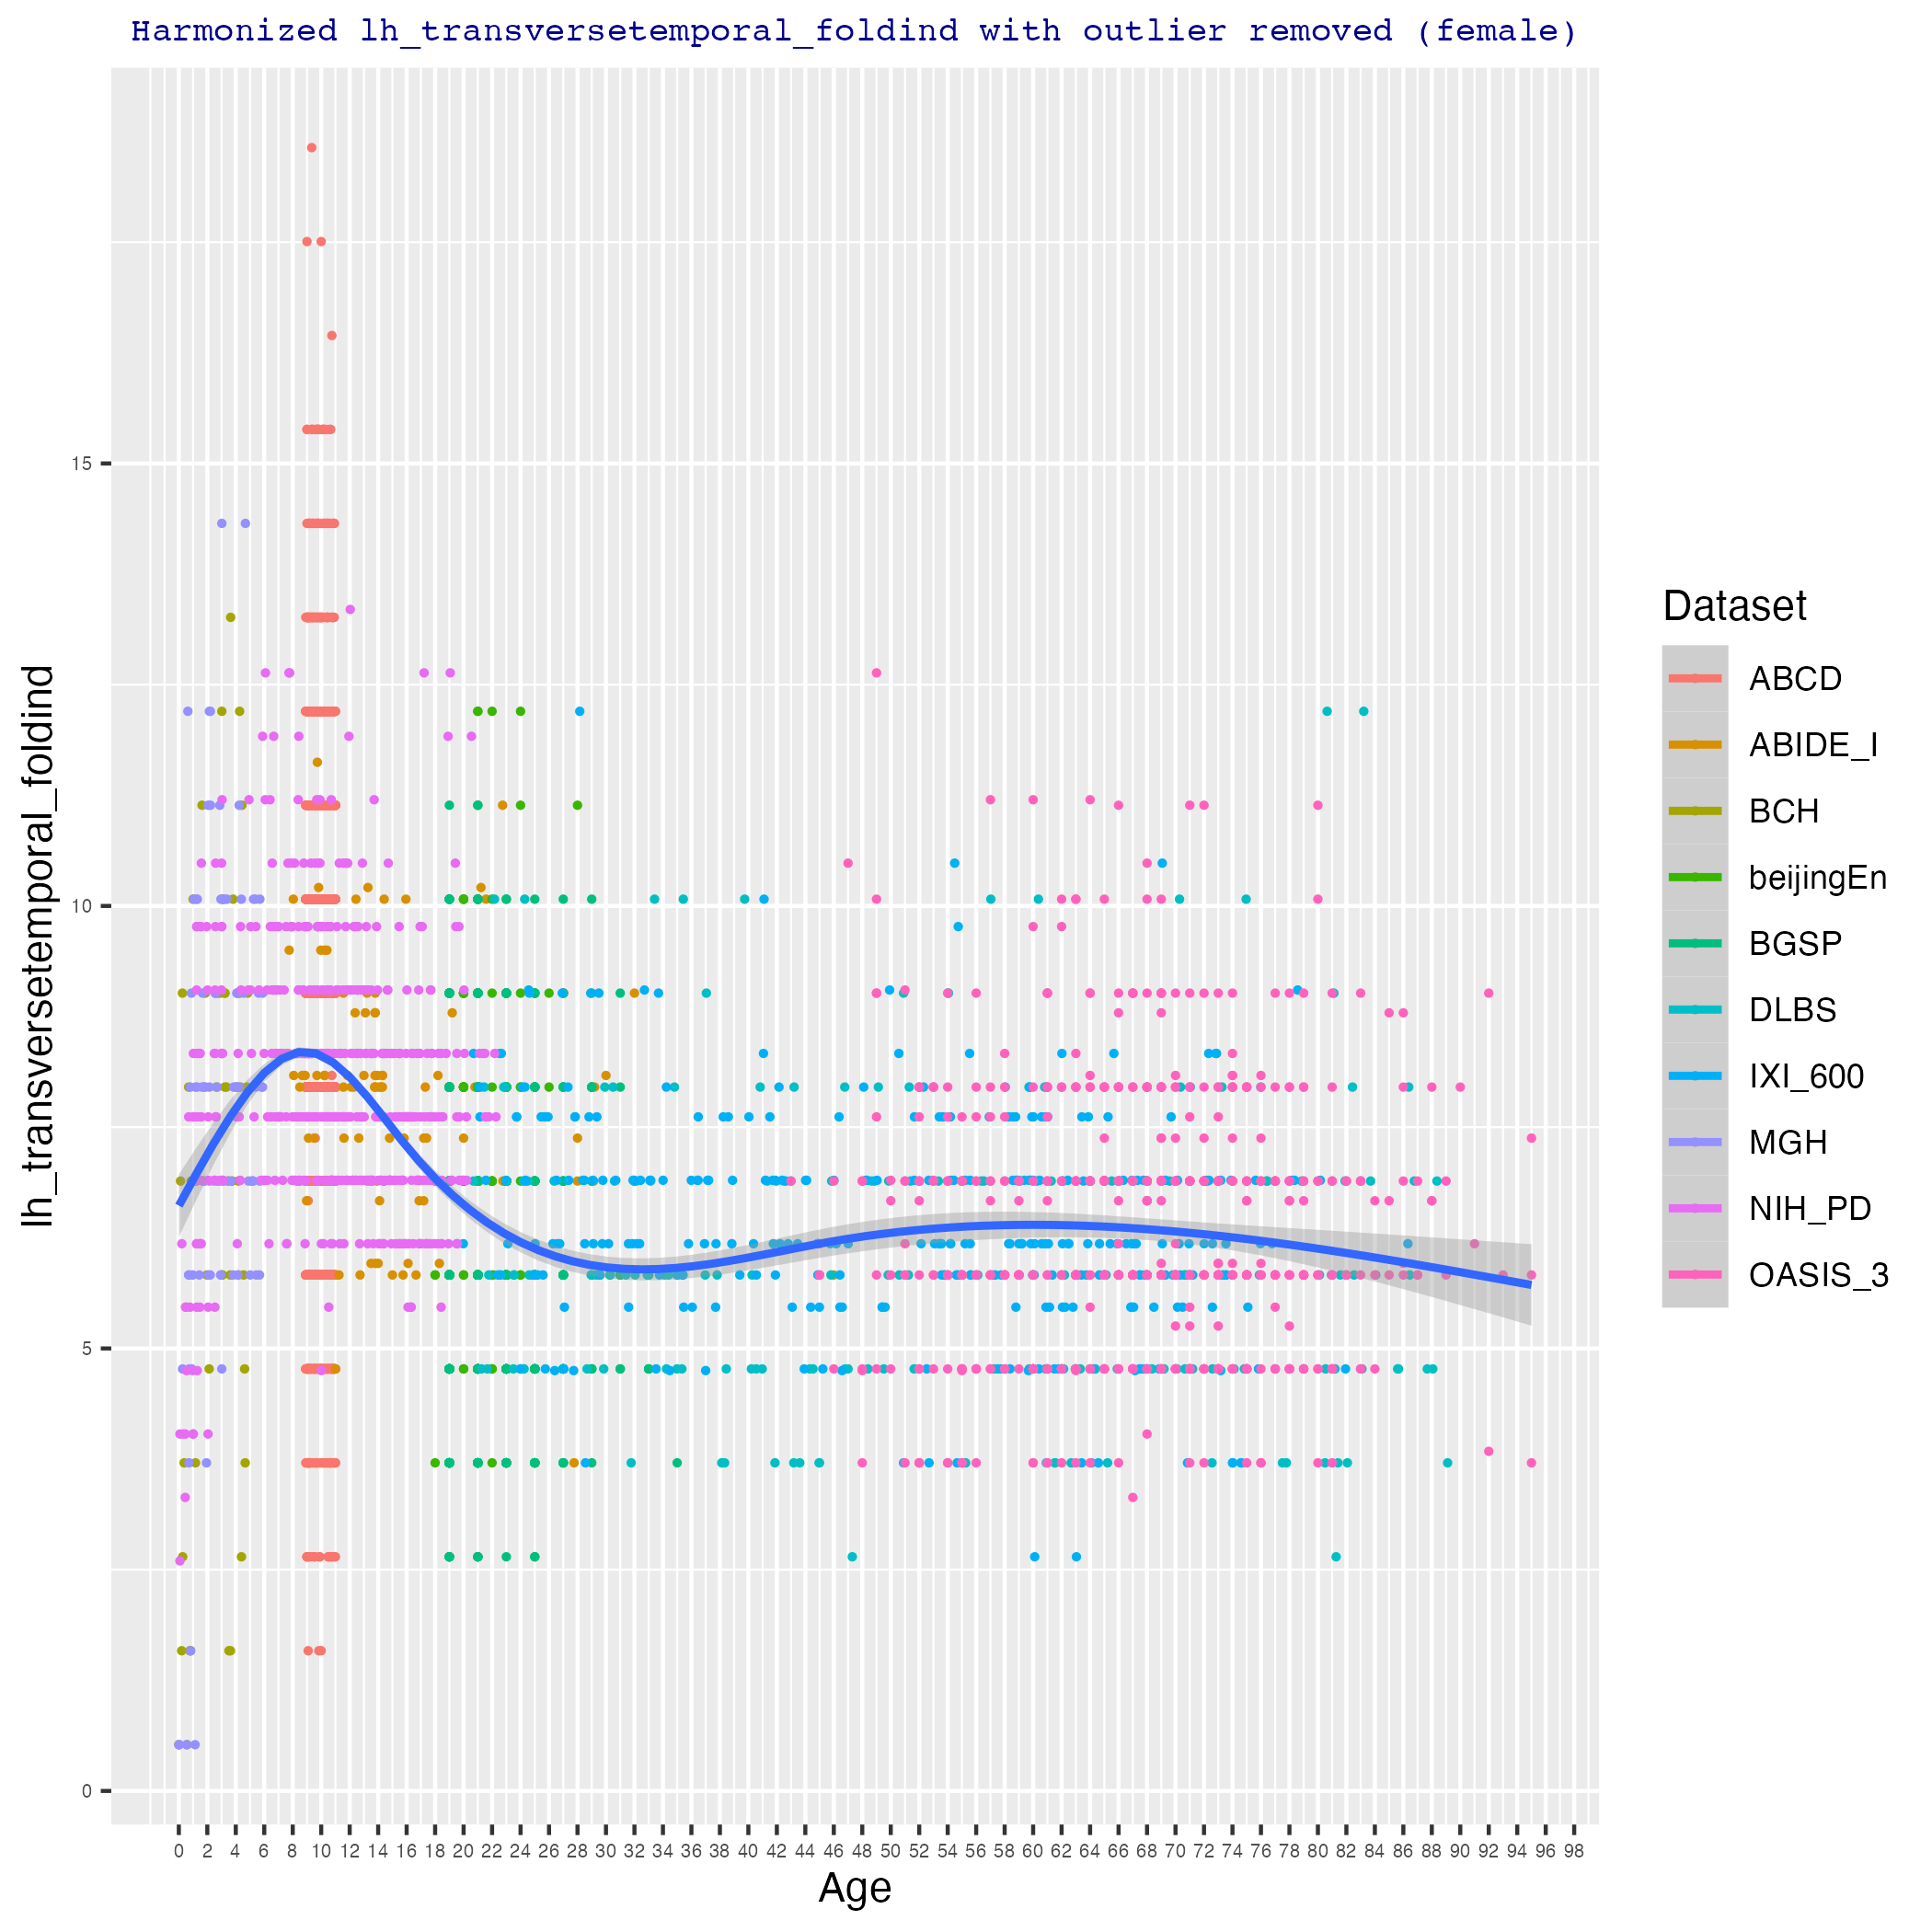 Harmonized lh_transversetemporal_foldind with outlier removed (female)
lh_transversetemporal_foldind
15
10
5
0
0 2 4 6 8 10 12 14 16 18 20 22 24 26 28 30 32 34 36 38 40 42 44 46 48 50 52 54 56 58 60 62 64 66 68 70 72 74 76 78 80 82 84 86 88 90 92 94 96 98
Age
Dataset
ABCD
ABIDE_I
BCH
beijingEn
BGSP
DLBS
IXI_600
MGH
NIH_PD
OASIS_3